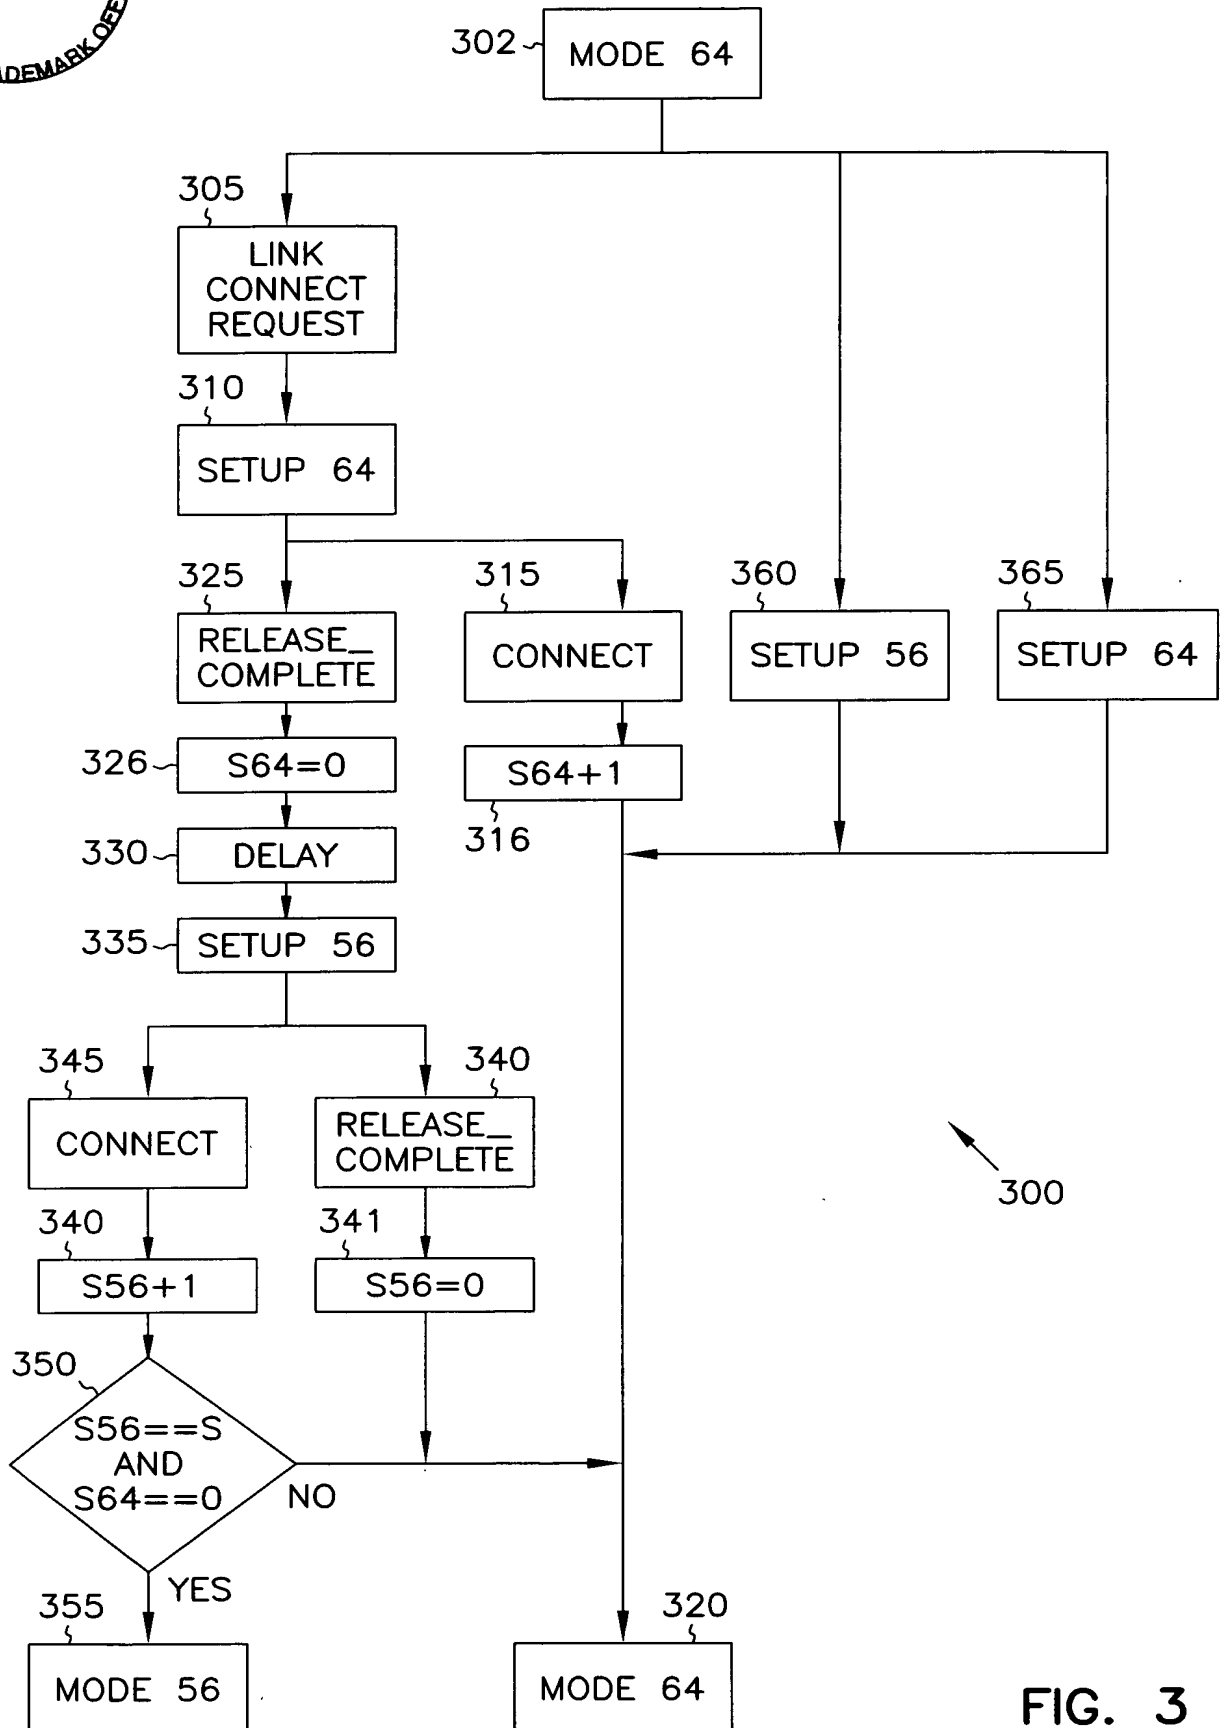 302
MODE 64
305
LINK
CONNECT
REQUEST
310
SETUP 64
325
RELEASE_
COMPLETE
315
CONNECT
360
SETUP 56
365
SETUP 64
326
S64=0
S64+1
316
330
DELAY
335
SETUP 56
345
CONNECT
340
RELEASE_
COMPLETE
300
340
S56+1
341
S56=0
350
S56==S
AND
S64==0
NO
YES
355
MODE 56
320
MODE 64
FIG. 3